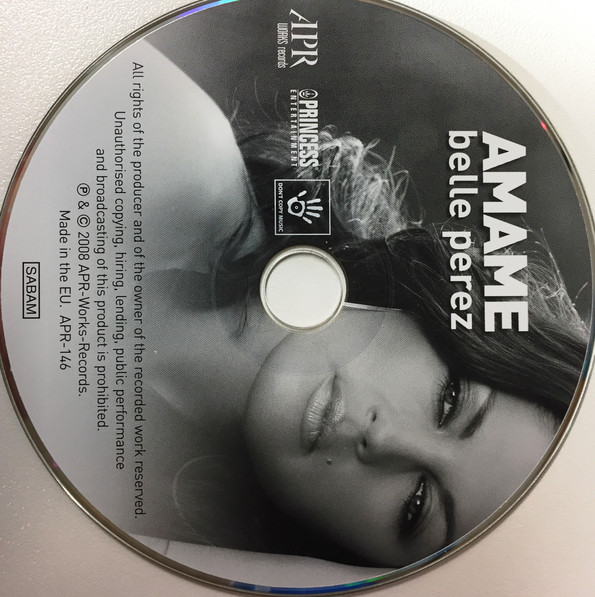 AMAME
belle perez
APR
WORKS records
PRINCESS
ENTERTAINMENT
DON'T COPY MUSIC
All rights of the producer and of the owner of the recorded work reserved.
Unauthorised copying, hiring, lending, public performance
and broadcasting of this product is prohibited.
℗ & © 2008 APR-Works-Records.
Made in the EU. APR-146
SABAM